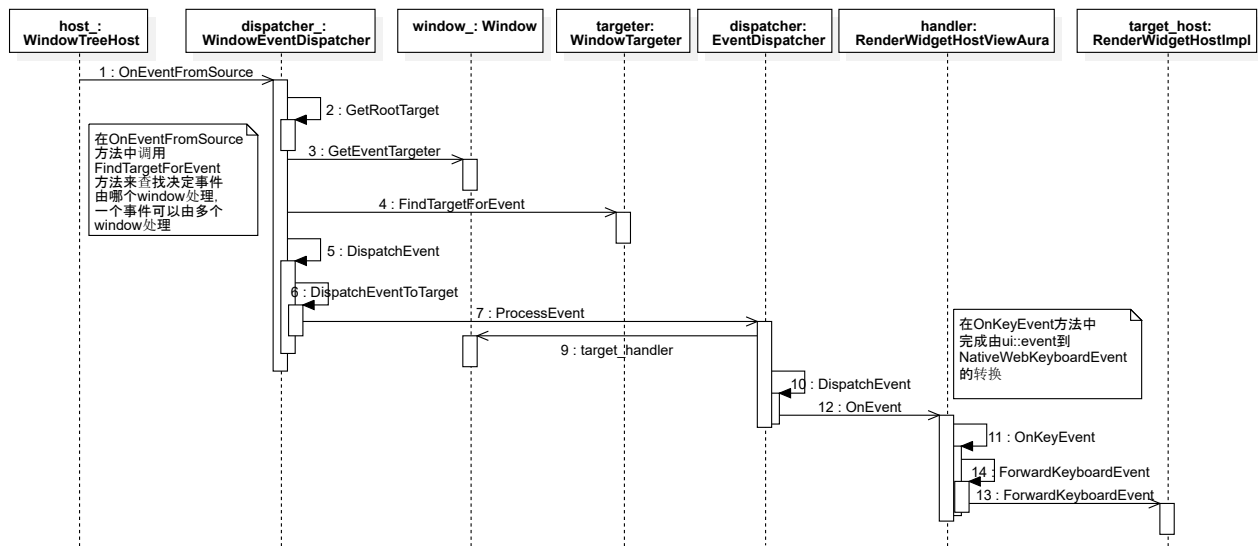 host_:
WindowTreeHost
dispatcher_:
WindowEventDispatcher
window_: Window
targeter:
WindowTargeter
dispatcher:
EventDispatcher
handler:
RenderWidgetHostViewAura
target_host:
RenderWidgetHostImpl
1 : OnEventFromSource
2 : GetRootTarget
在OnEventFromSource
方法中调用
FindTargetForEvent
方法来查找决定事件
由哪个window处理,
一个事件可以由多个
window处理
3 : GetEventTargeter
4 : FindTargetForEvent
5 : DispatchEvent
6 : DispatchEventToTarget
7 : ProcessEvent
9 : target_handler
在OnKeyEvent方法中
完成由ui::event到
NativeWebKeyboardEvent
的转换
10 : DispatchEvent
12 : OnEvent
11 : OnKeyEvent
14 : ForwardKeyboardEvent
13 : ForwardKeyboardEvent